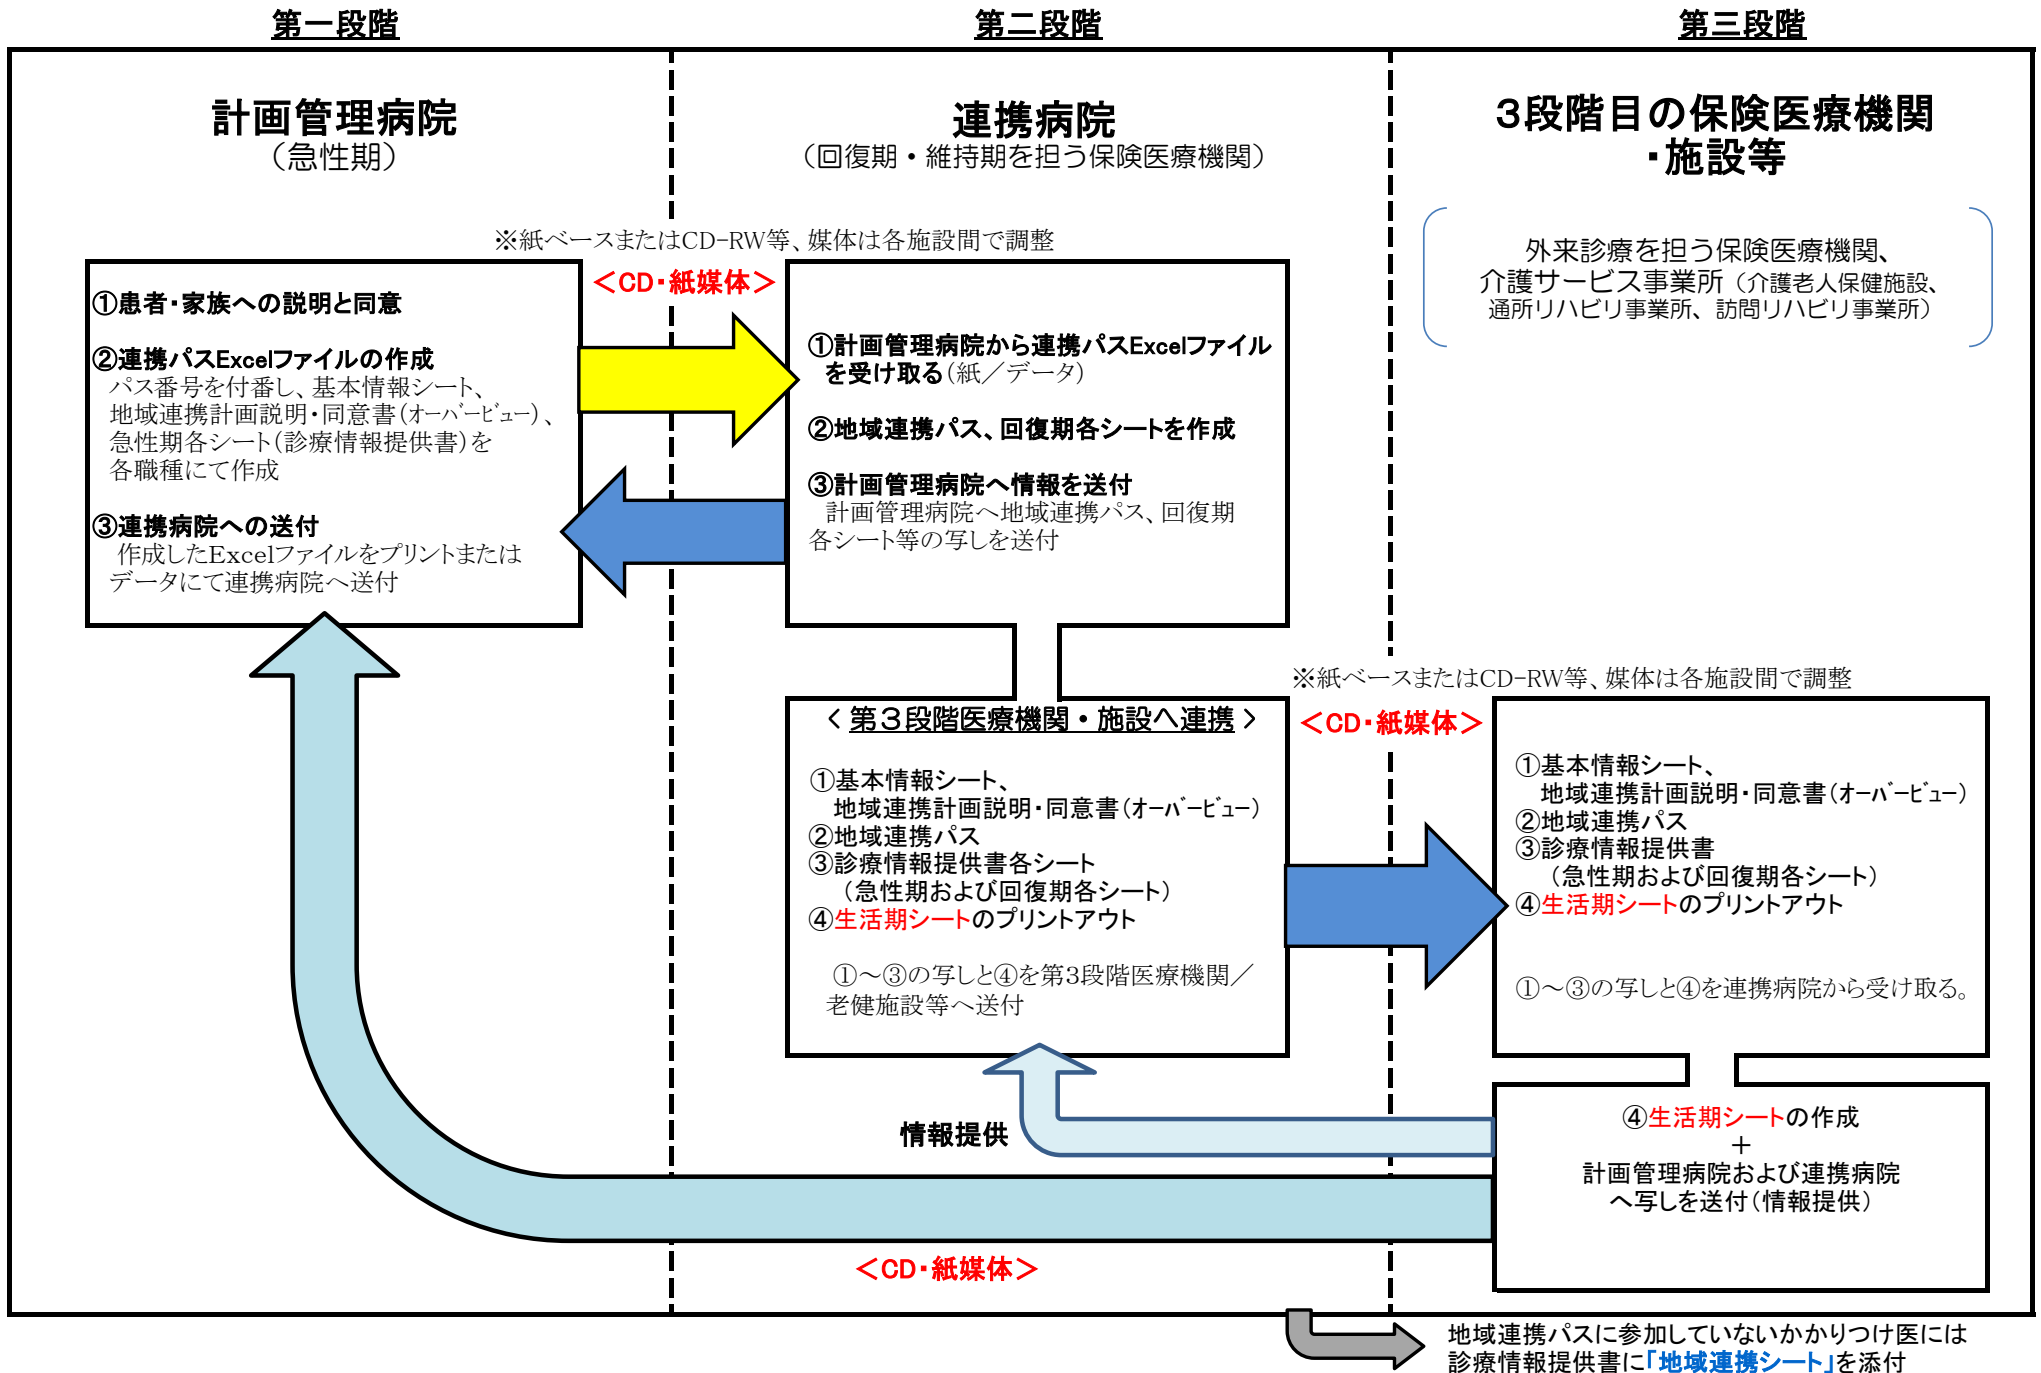 第一段階
第二段階
第三段階
計画管理病院
（急性期）
連携病院
（回復期・維持期を担う保険医療機関）
３段階目の保険医療機関
・施設等
外来診療を担う保険医療機関、
介護サービス事業所（介護老人保健施設、
通所リハビリ事業所、訪問リハビリ事業所）
※紙ベースまたはCD-RW等、媒体は各施設間で調整
＜CD・紙媒体＞
①患者・家族への説明と同意
②連携パスExcelファイルの作成
パス番号を付番し、基本情報シート、
地域連携計画説明・同意書（オーバービュー）、
急性期各シート（診療情報提供書）を
各職種にて作成
③連携病院への送付
作成したExcelファイルをプリントまたは
データにて連携病院へ送付
①計画管理病院から連携パスExcelファイル
を受け取る（紙／データ）
②地域連携パス、回復期各シートを作成
③計画管理病院へ情報を送付
計画管理病院へ地域連携パス、回復期
各シート等の写しを送付
※紙ベースまたはCD-RW等、媒体は各施設間で調整
＜CD・紙媒体＞
＜第３段階医療機関・施設へ連携＞
①基本情報シート、
地域連携計画説明・同意書（オーバービュー）
②地域連携パス
③診療情報提供書各シート
（急性期および回復期各シート）
④生活期シートのプリントアウト
①～③の写しと④を第3段階医療機関／
老健施設等へ送付
①基本情報シート、
地域連携計画説明・同意書（オーバービュー）
②地域連携パス
③診療情報提供書
（急性期および回復期各シート）
④生活期シートのプリントアウト
①～③の写しと④を連携病院から受け取る。
情報提供
④生活期シートの作成
＋
計画管理病院および連携病院
へ写しを送付（情報提供）
＜CD・紙媒体＞
地域連携パスに参加していないかかりつけ医には
診療情報提供書に「地域連携シート」を添付